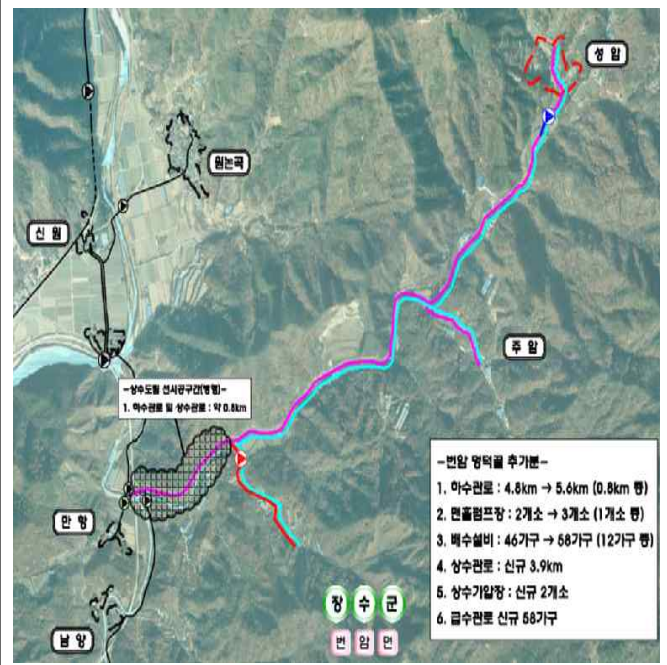 성암
원논곡
신원
주암
-상수도월 선시공구간(병행)-
1. 하수관로 및 상수관로 : 약 0.8km
-번암 명덕골 추가분-
1. 하수관로 : 4.8km → 5.6km (0.8km 증)
2. 맨홀펌프장 : 2개소 → 3개소 (1개소 증)
3. 배수설비 : 46가구 → 58가구 (12가구 증)
4. 상수관로 : 신규 3.9km
5. 상수가압장 : 신규 2개소
6. 급수관로 신규 58가구
만항
장수군
남양
번암면